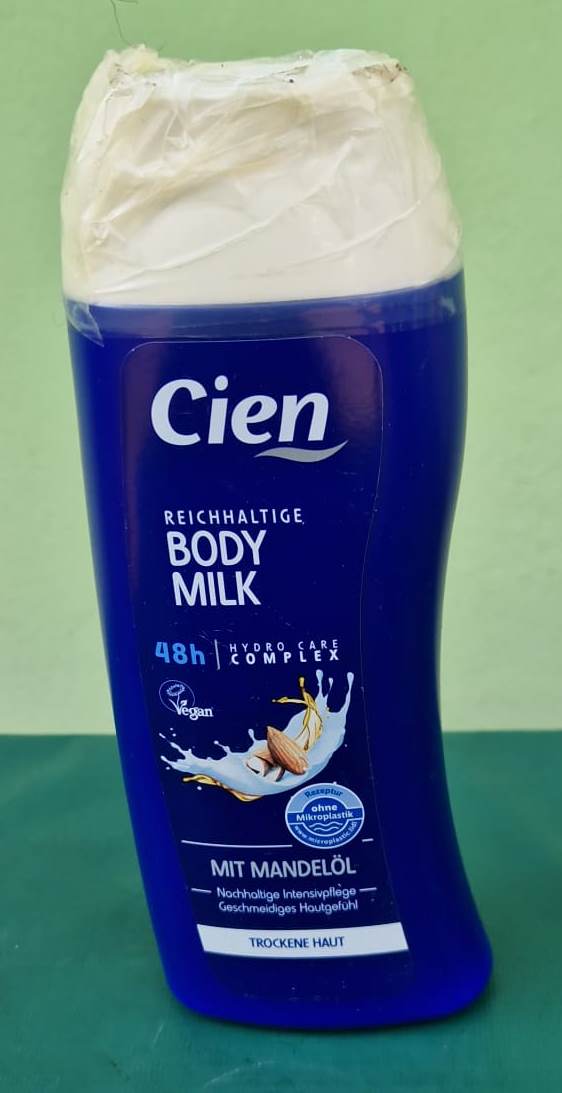 Cien
REICHHALTIGE
BODY
MILK
48h
HYDRO CARE
COMPLEX
Vegan
Rezeptur
ohne
Mikroplastik
MIT MANDELÖL
Nachhaltige Intensivpflege
Geschmeidiges Hautgefühl
TROCKENE HAUT